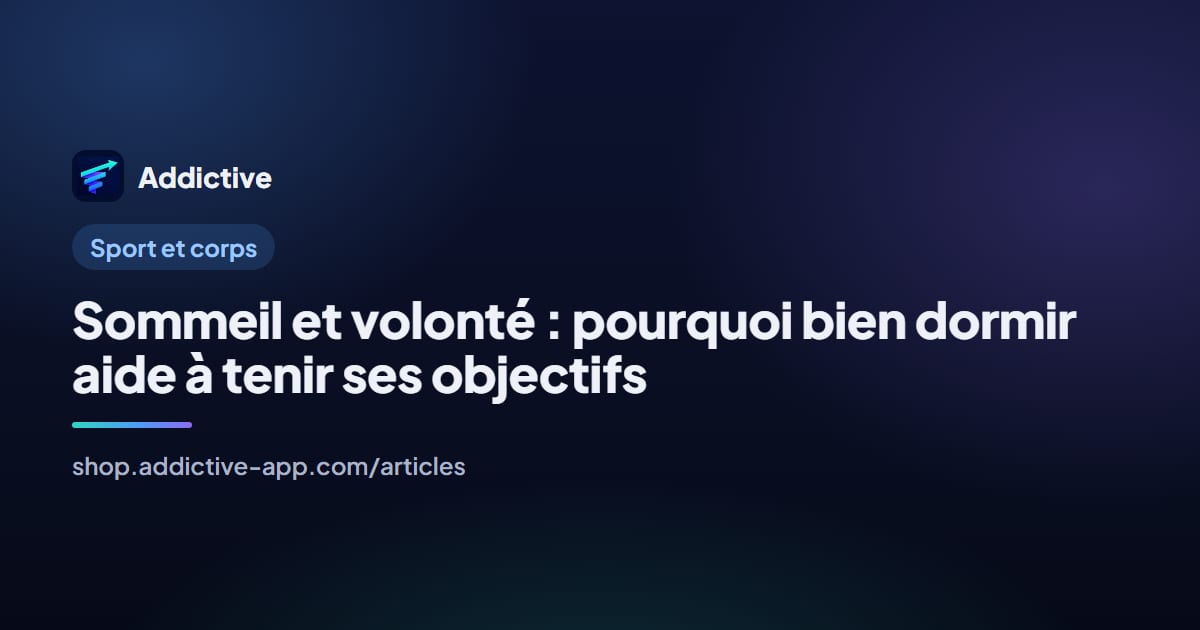 Addictive
Sport et corps
Sommeil et volonté : pourquoi bien dormir
aide à tenir ses objectifs
shop.addictive-app.com/articles